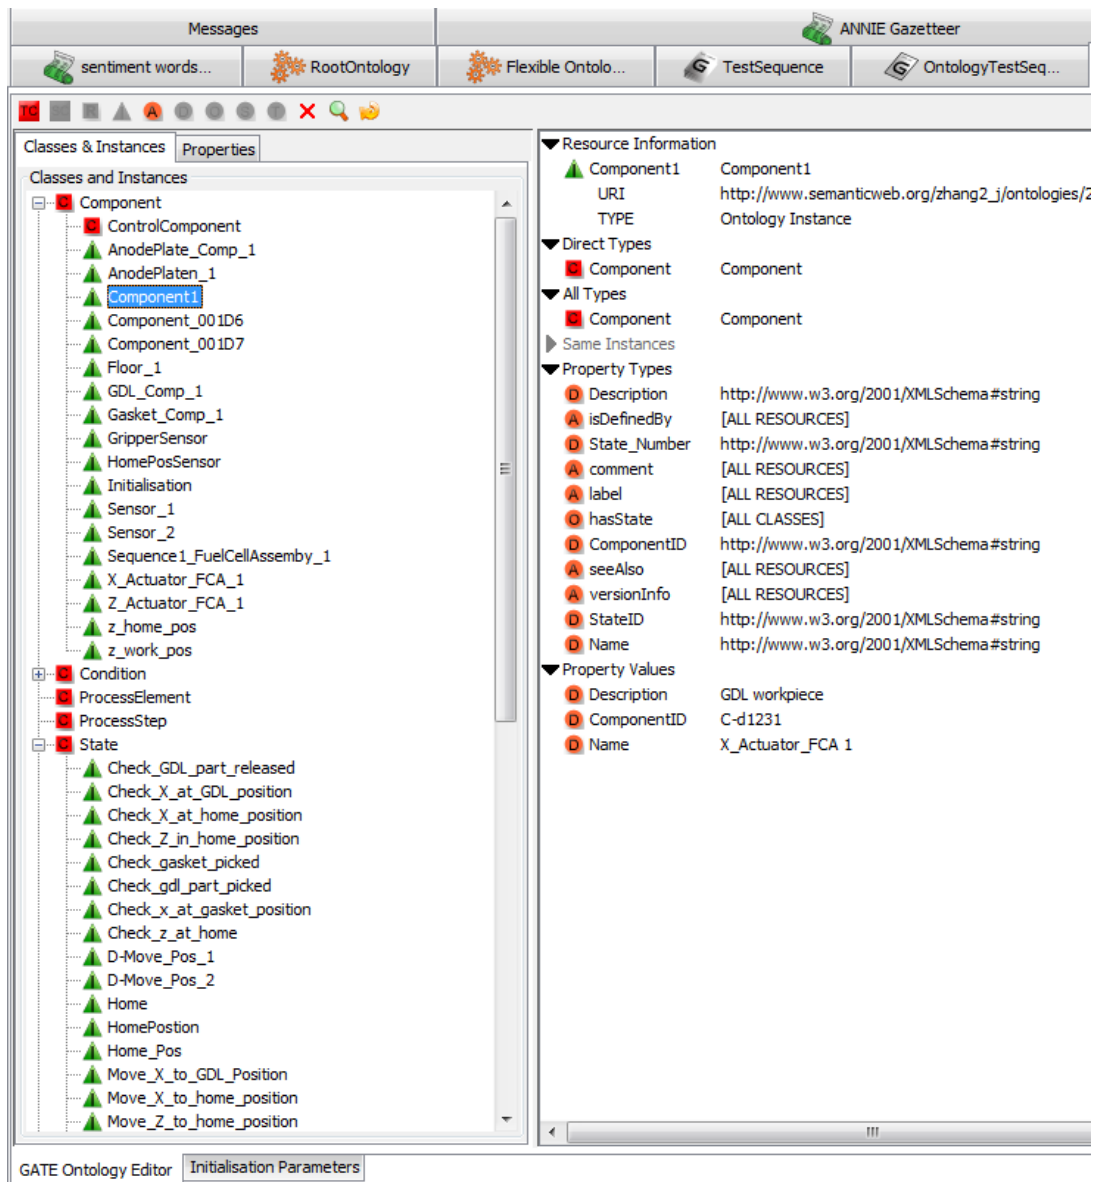 Messages
ANNIE Gazetteer
sentiment words...
RootOntology
Flexible Ontolo...
TestSequence
OntologyTestSeq...
TC
R
A
D
O
S
T
Classes & Instances
Properties
Classes and Instances
C Component
C ControlComponent
AnodePlate_Comp_1
AnodePlaten_1
Component1
Component_001D6
Component_001D7
Floor_1
GDL_Comp_1
Gasket_Comp_1
GripperSensor
HomePosSensor
Initialisation
Sensor_1
Sensor_2
Sequence1_FuelCellAssemby_1
X_Actuator_FCA_1
Z_Actuator_FCA_1
z_home_pos
z_work_pos
C Condition
C ProcessElement
C ProcessStep
C State
Check_GDL_part_released
Check_X_at_GDL_position
Check_X_at_home_position
Check_Z_in_home_position
Check_gasket_picked
Check_gdl_part_picked
Check_x_at_gasket_position
Check_z_at_home
D-Move_Pos_1
D-Move_Pos_2
Home
HomePostion
Home_Pos
Move_X_to_GDL_Position
Move_X_to_home_position
Move_Z_to_home_position
Resource Information
Component1 Component1
URI http://www.semanticweb.org/zhang2_j/ontologies/2
TYPE Ontology Instance
Direct Types
C Component Component
All Types
C Component Component
Same Instances
Property Types
D Description http://www.w3.org/2001/XMLSchema#string
A isDefinedBy [ALL RESOURCES]
D State_Number http://www.w3.org/2001/XMLSchema#string
A comment [ALL RESOURCES]
A label [ALL RESOURCES]
O hasState [ALL CLASSES]
D ComponentID http://www.w3.org/2001/XMLSchema#string
A seeAlso [ALL RESOURCES]
A versionInfo [ALL RESOURCES]
D StateID http://www.w3.org/2001/XMLSchema#string
D Name http://www.w3.org/2001/XMLSchema#string
Property Values
D Description GDL workpiece
D ComponentID C-d1231
D Name X_Actuator_FCA 1
GATE Ontology Editor
Initialisation Parameters